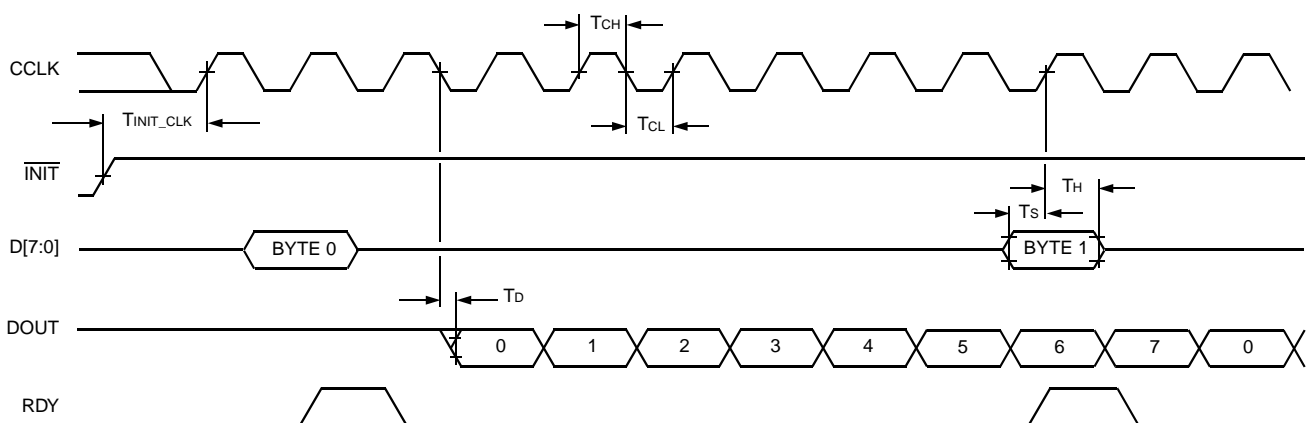 TCH
CCLK
TINIT_CLK
TCL
INIT
TH
TS
D[7:0]
BYTE 0
BYTE 1
TD
DOUT
0 1 2 3 4 5 6 7 0
RDY